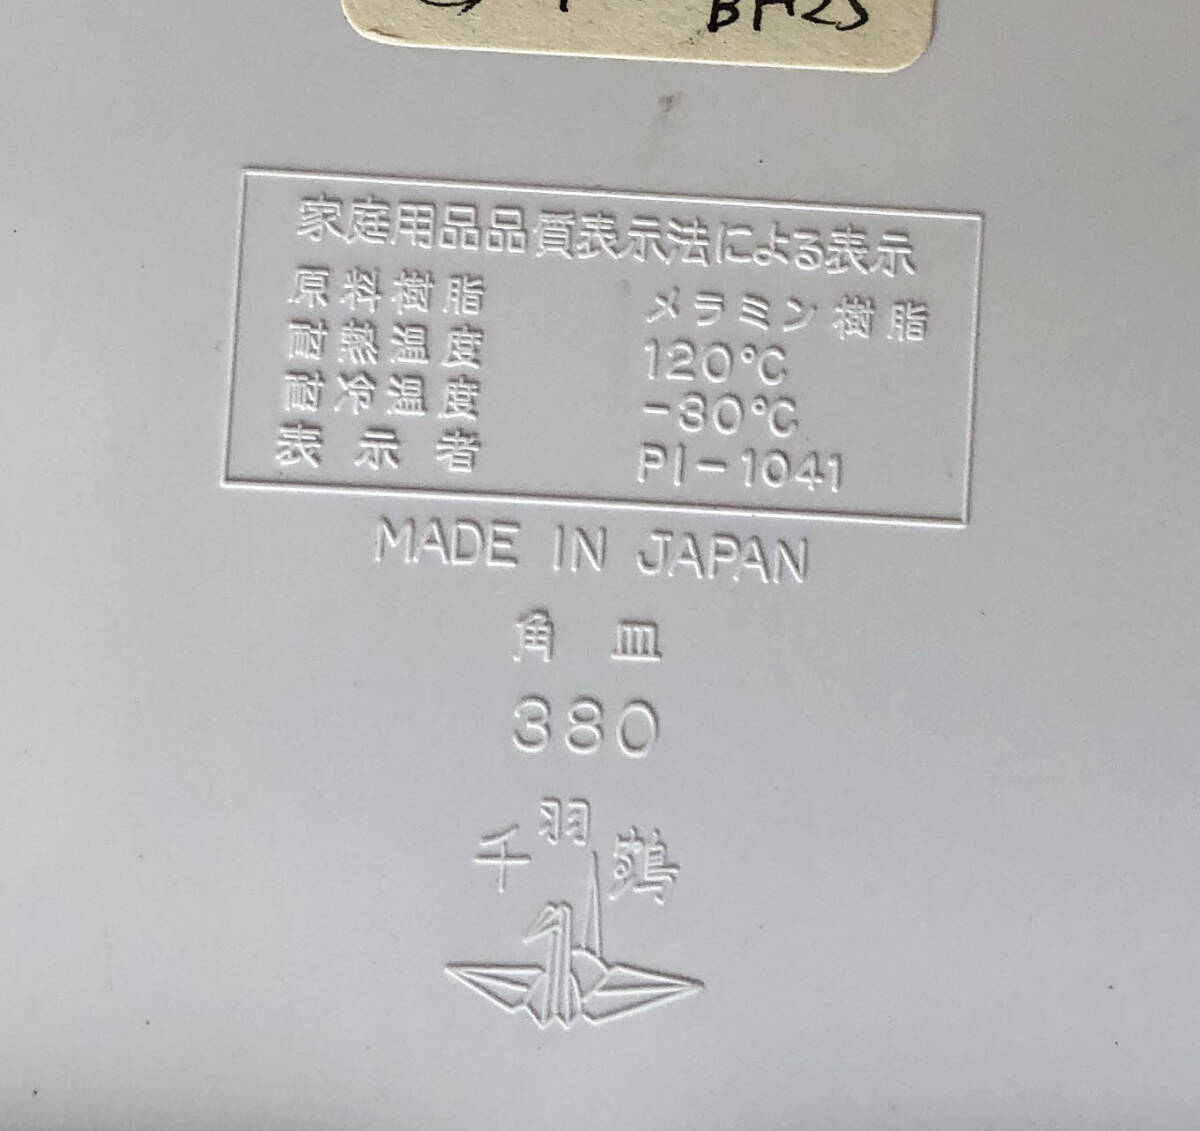 BH25
家庭用品品質表示法による表示
原料樹脂 メラミン樹脂
耐熱温度 120℃
耐冷温度 -30℃
表示者 PI-1041
MADE IN JAPAN
角皿
380
千羽鶴